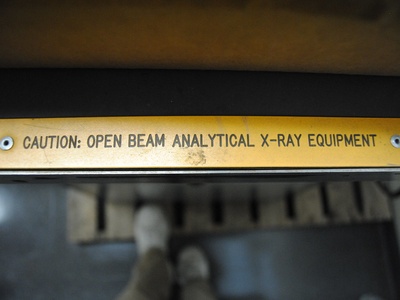 CAUTION: OPEN BEAM ANALYTICAL X-RAY EQUIPMENT